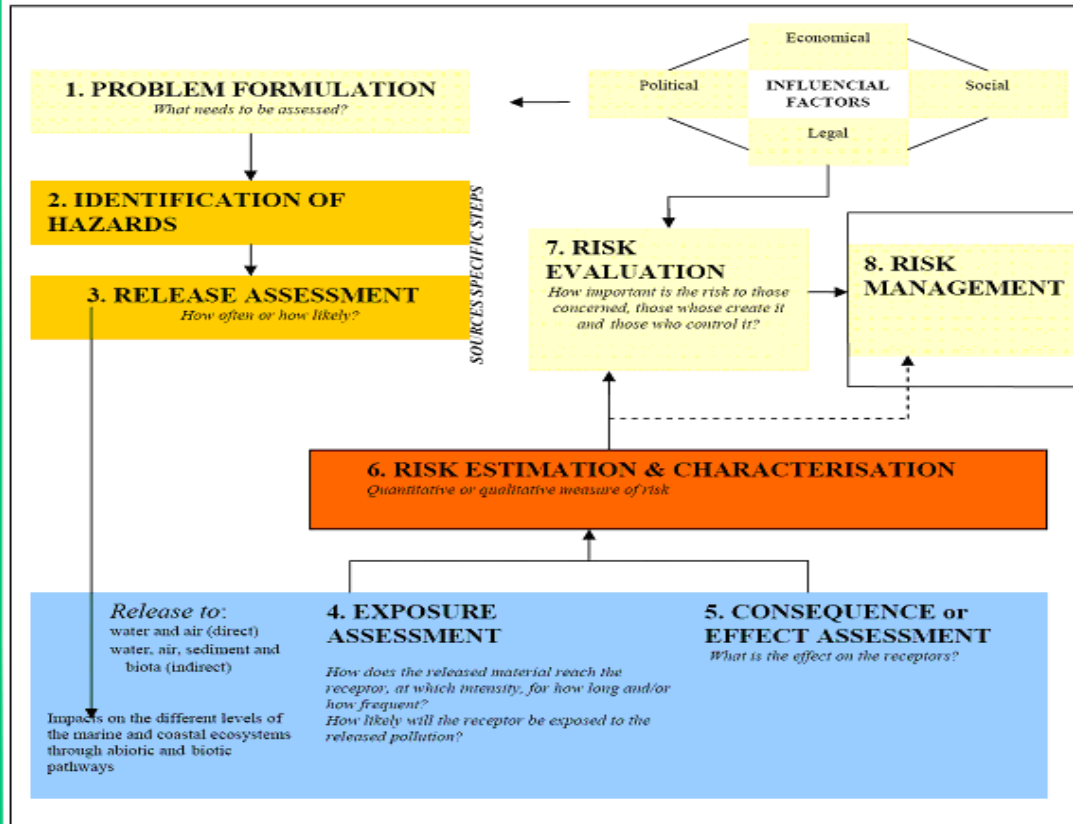 Economical
Political
INFLUENCIAL
FACTORS
Social
Legal
1. PROBLEM FORMULATION
What needs to be assessed?
2. IDENTIFICATION OF
HAZARDS
3. RELEASE ASSESSMENT
How often or how likely?
SOURCES SPECIFIC STEPS
7. RISK
EVALUATION
How important is the risk to those
concerned, those whose create it
and those who control it?
8. RISK
MANAGEMENT
6. RISK ESTIMATION & CHARACTERISATION
Quantitative or qualitative measure of risk
Release to:
water and air (direct)
water, air, sediment and
biota (indirect)
Impacts on the different levels of
the marine and coastal ecosystems
through abiotic and biotic
pathways
4. EXPOSURE
ASSESSMENT
How does the released material reach the
receptor, at which intensity, for how long and/or
how frequent?
How likely will the receptor be exposed to the
released pollution?
5. CONSEQUENCE or
EFFECT ASSESSMENT
What is the effect on the receptors?